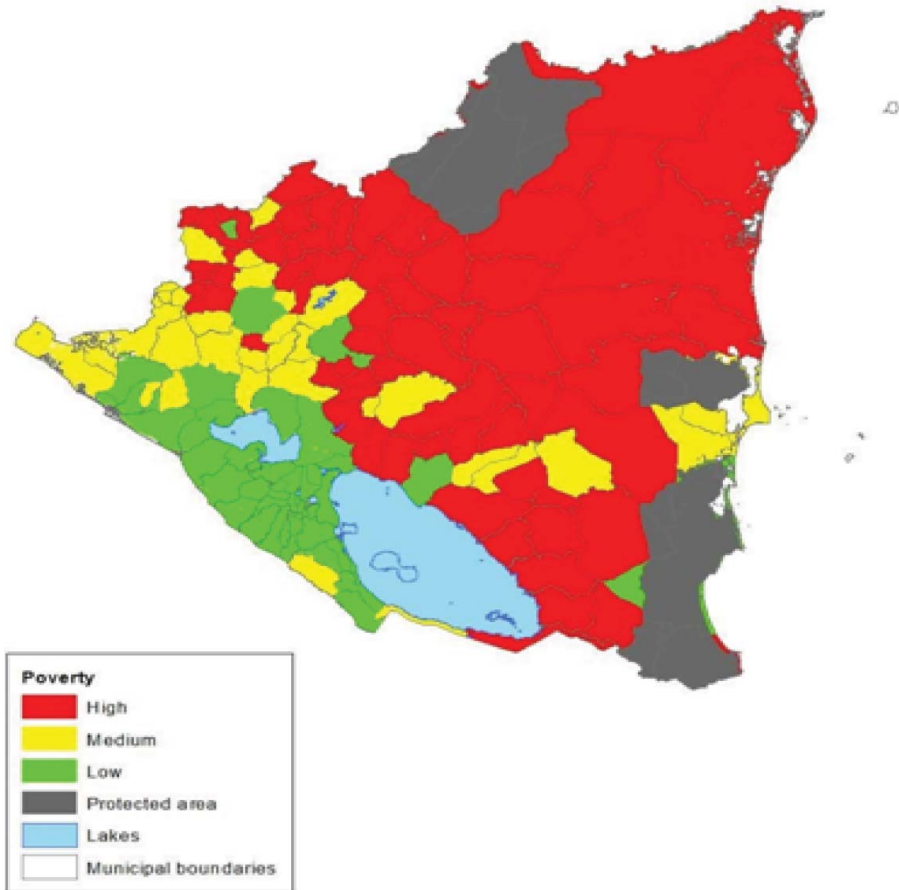 Poverty
High
Medium
Low
Protected area
Lakes
Municipal boundaries